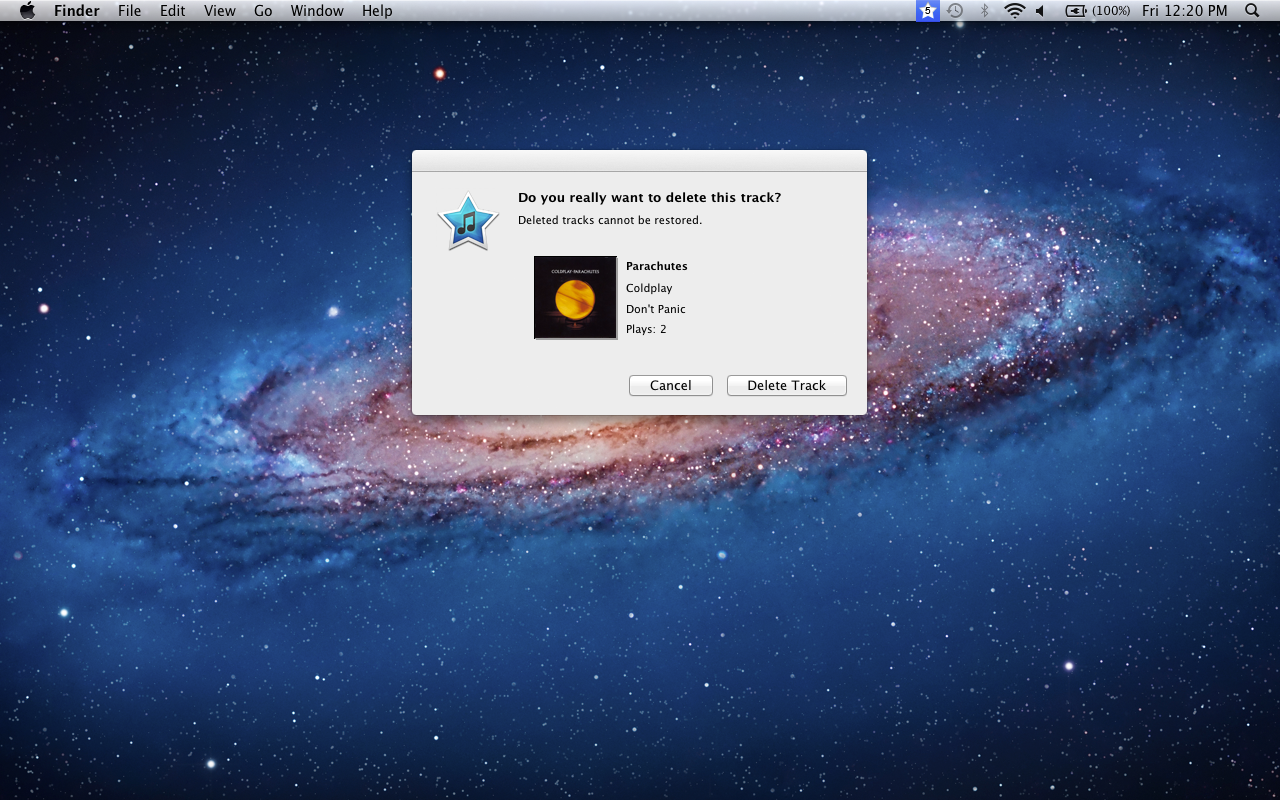 Finder File Edit View Go Window Help 5 (100%) Fri 12:20 PM
Do you really want to delete this track?
Deleted tracks cannot be restored.
COLDPLAY·PARACHUTES
Parachutes
Coldplay
Don't Panic
Plays: 2
Cancel Delete Track